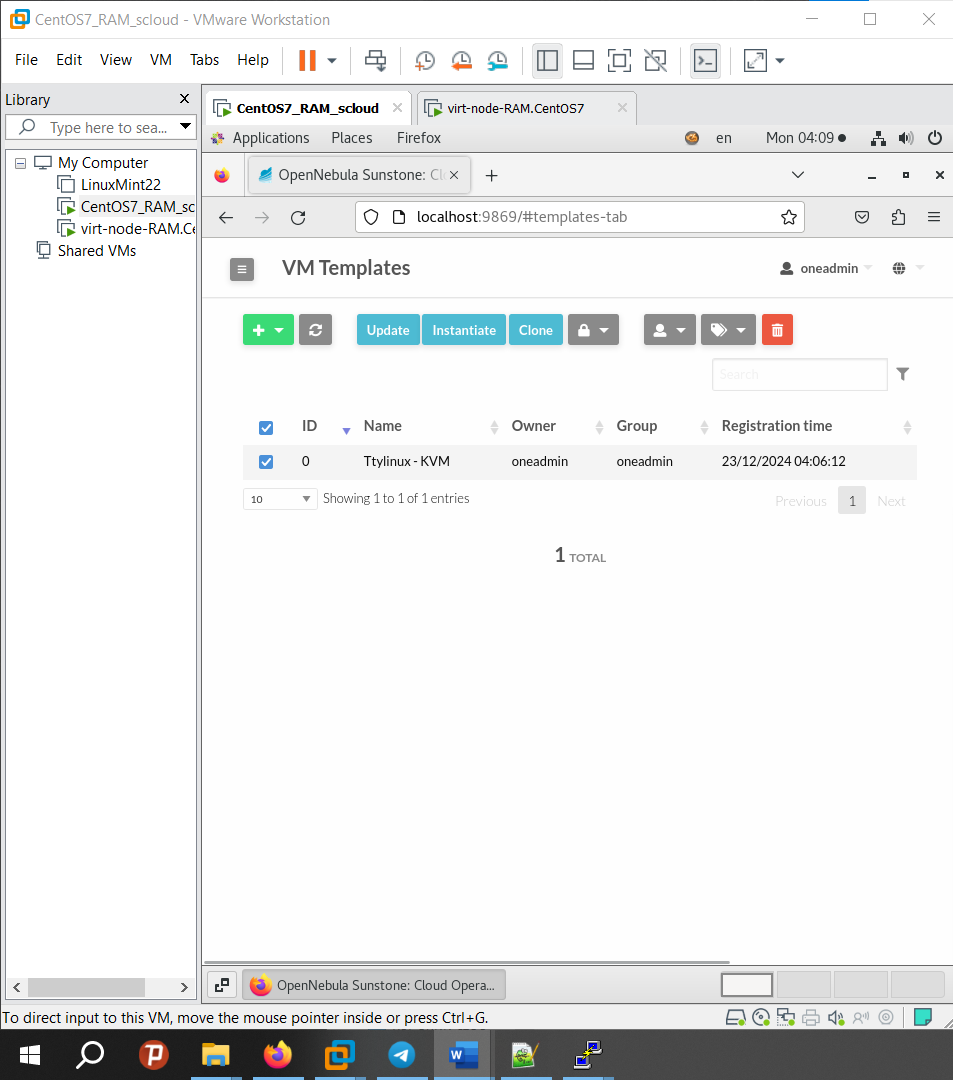 CentOS7_RAM_scloud - VMware Workstation
File Edit View VM Tabs Help
Library
Type here to sea...
My Computer
LinuxMint22
CentOS7_RAM_sc
virt-node-RAM.Ce
Shared VMs
CentOS7_RAM_scloud
virt-node-RAM.CentOS7
Applications Places Firefox en Mon 04:09
OpenNebula Sunstone: Clo
localhost:9869/#templates-tab
VM Templates
oneadmin
Update Instantiate Clone
Search
ID Name Owner Group Registration time
0 Ttylinux - KVM oneadmin oneadmin 23/12/2024 04:06:12
10 Showing 1 to 1 of 1 entries
Previous 1 Next
1 TOTAL
OpenNebula Sunstone: Cloud Opera...
To direct input to this VM, move the mouse pointer inside or press Ctrl+G.